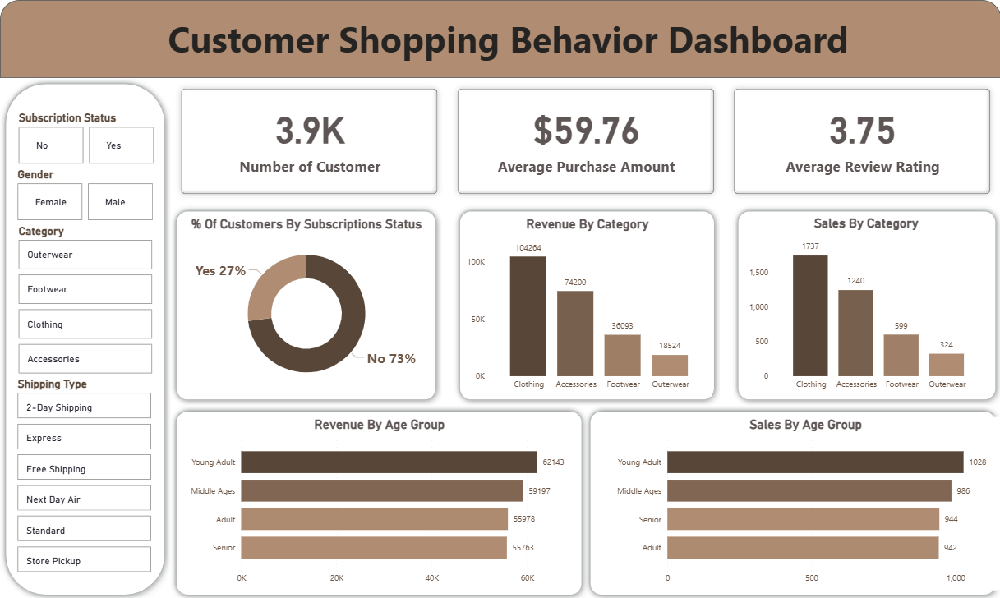 Customer Shopping Behavior Dashboard
Subscription Status
No
Yes
Gender
Female
Male
Category
Outerwear
Footwear
Clothing
Accessories
Shipping Type
2-Day Shipping
Express
Free Shipping
Next Day Air
Standard
Store Pickup
3.9K
Number of Customer
$59.76
Average Purchase Amount
3.75
Average Review Rating
% Of Customers By Subscriptions Status
Yes 27%
No 73%
Revenue By Category
104264
100K
74200
50K
36093
18524
0K
Clothing Accessories Footwear Outerwear
Sales By Category
1737
1,500
1240
1,000
599
500
324
0
Clothing Accessories Footwear Outerwear
Revenue By Age Group
Young Adult 62143
Middle Ages 59197
Adult 55978
Senior 55763
0K 20K 40K 60K
Sales By Age Group
Young Adult 1028
Middle Ages 986
Senior 944
Adult 942
0 500 1,000